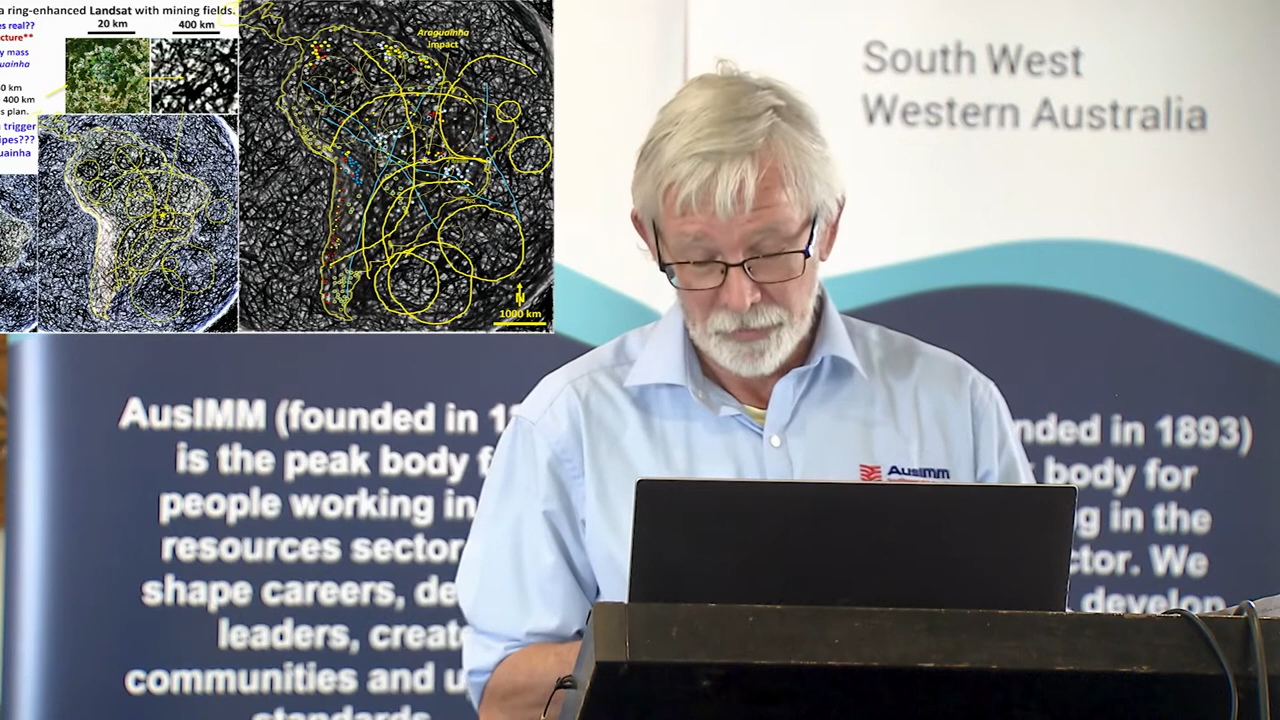 a ring-enhanced Landsat with mining fields.
es real??
20 km
400 km
cture**
y mass
uainha
0 km
400 km
s plan.
trigger
ipes???
uainha
Araguainha
impact
N
1000 km
South West
Western Australia
AusIMM (founded in 1
is the peak body f
people working in
resources sector
shape careers, de
leaders, create
communities and u
standards
nded in 1893)
body for
g in the
ctor. We
develop
AusIMM